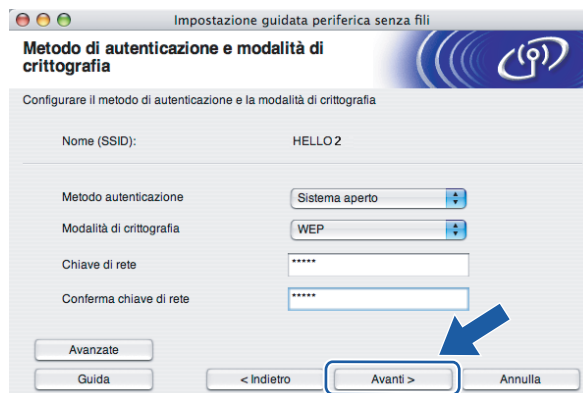 Impostazione guidata periferica senza fili
Metodo di autenticazione e modalità di
crittografia
Configurare il metodo di autenticazione e la modalità di crittografia
Nome (SSID): HELLO 2
Metodo autenticazione Sistema aperto
Modalità di crittografia WEP
Chiave di rete *****
Conferma chiave di rete *****
Avanzate
Guida < Indietro Avanti > Annulla